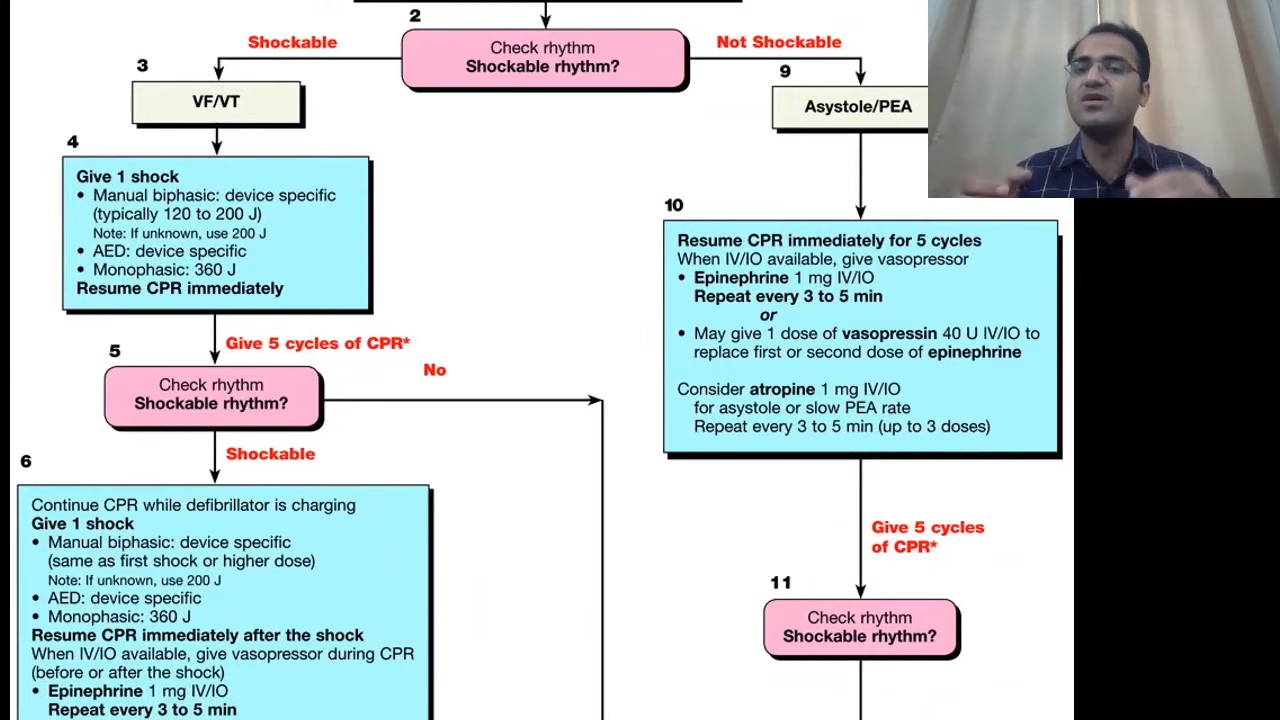 2
Check rhythm
Shockable rhythm?
Shockable
Not Shockable
3
VF/VT
4
Give 1 shock
• Manual biphasic: device specific
(typically 120 to 200 J)
Note: If unknown, use 200 J
• AED: device specific
• Monophasic: 360 J
Resume CPR immediately
Give 5 cycles of CPR*
5
Check rhythm
Shockable rhythm?
No
Shockable
6
Continue CPR while defibrillator is charging
Give 1 shock
• Manual biphasic: device specific
(same as first shock or higher dose)
Note: If unknown, use 200 J
• AED: device specific
• Monophasic: 360 J
Resume CPR immediately after the shock
When IV/IO available, give vasopressor during CPR
(before or after the shock)
• Epinephrine 1 mg IV/IO
Repeat every 3 to 5 min
9
Asystole/PEA
10
Resume CPR immediately for 5 cycles
When IV/IO available, give vasopressor
• Epinephrine 1 mg IV/IO
Repeat every 3 to 5 min
or
• May give 1 dose of vasopressin 40 U IV/IO to
replace first or second dose of epinephrine
Consider atropine 1 mg IV/IO
for asystole or slow PEA rate
Repeat every 3 to 5 min (up to 3 doses)
Give 5 cycles
of CPR*
11
Check rhythm
Shockable rhythm?